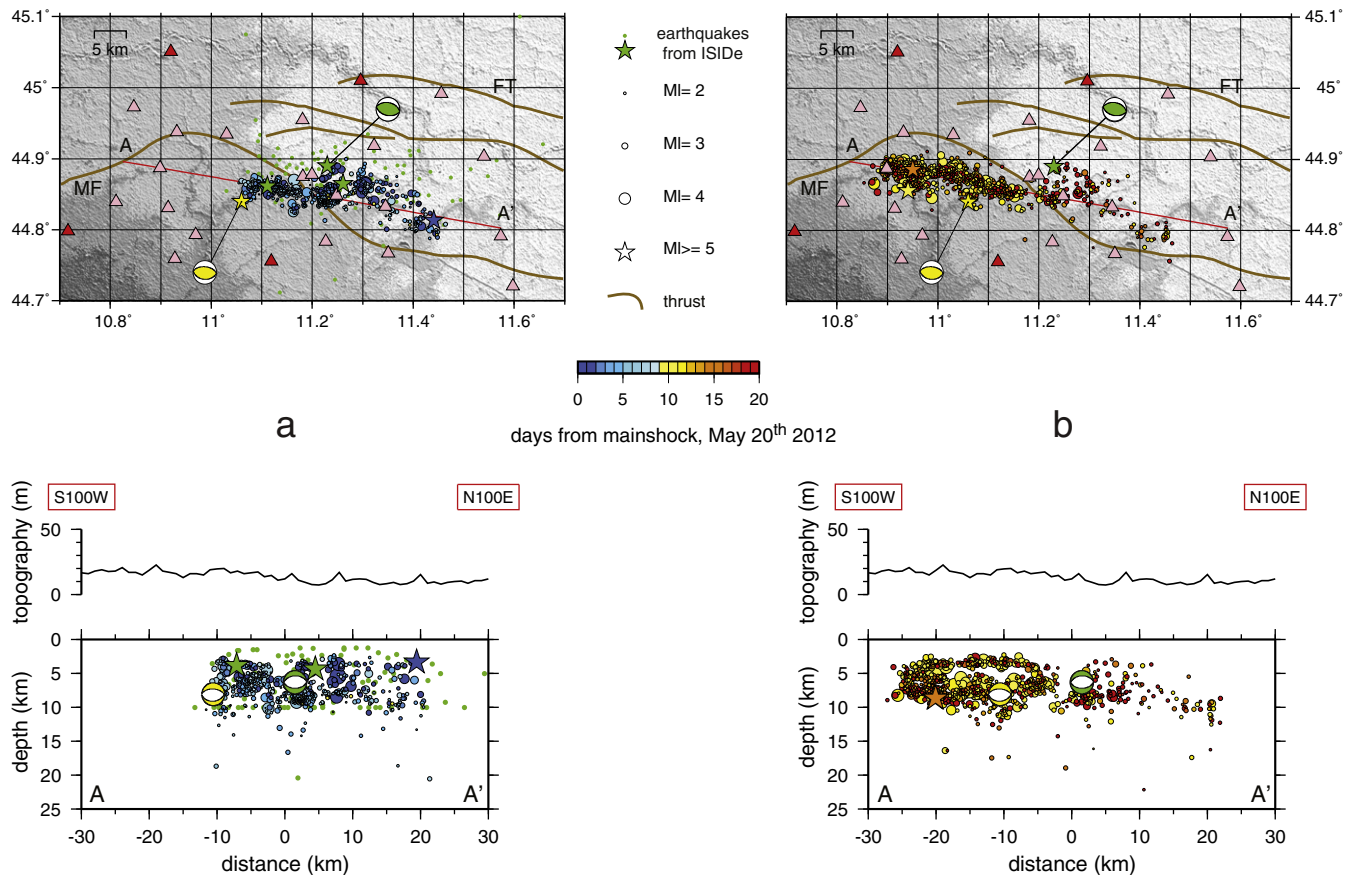 45.1˚
45˚
44.9˚
44.8˚
44.7˚
5 km
FT
A
MF
A'
10.8˚ 11˚ 11.2˚ 11.4˚ 11.6˚
earthquakes
from ISIDe
Ml= 2
Ml= 3
Ml= 4
Ml>= 5
thrust
5 km
FT
A
MF
A'
45.1˚
45˚
44.9˚
44.8˚
44.7˚
10.8˚ 11˚ 11.2˚ 11.4˚ 11.6˚
0 5 10 15 20
days from mainshock, May 20th 2012
a
b
S100W N100E
topography (m)
50
0
depth (km)
0
5
10
15
20
25
A A'
-30 -20 -10 0 10 20 30
distance (km)
S100W N100E
topography (m)
50
0
depth (km)
0
5
10
15
20
25
A A'
-30 -20 -10 0 10 20 30
distance (km)